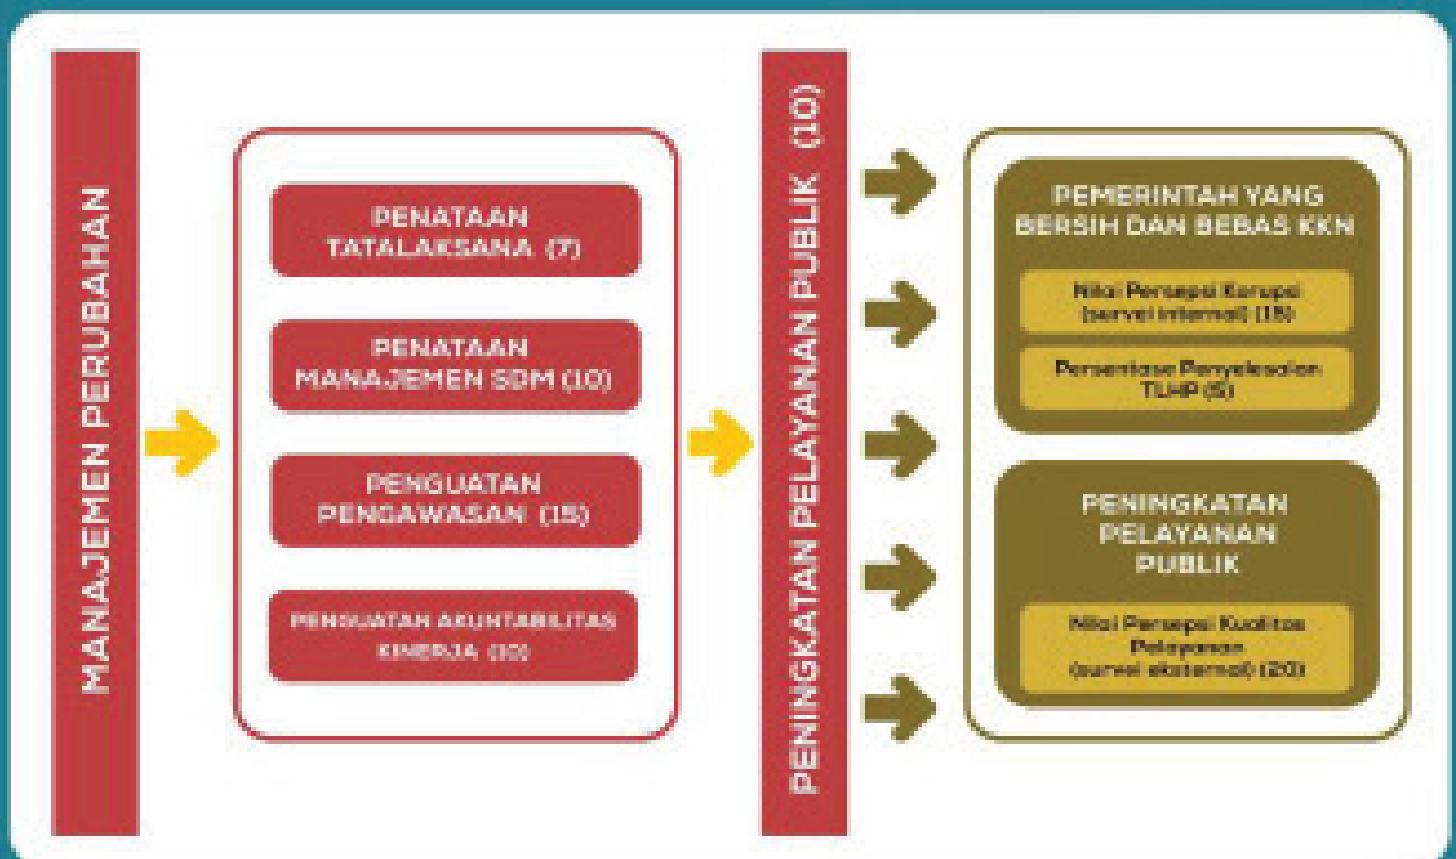 MANAJEMEN PERUBAHAN
PENATAAN
TATALAKSANA (7)
PENATAAN
MANAJEMEN SDM (10)
PENGUATAN
PENGAWASAN (15)
PENGUATAN AKUNTABILITAS
KINERJA (10)
PENINGKATAN PELAYANAN PUBLIK (10)
PEMERINTAH YANG
BERSIH DAN BEBAS KKN
Nilai Persepsi Korupsi
(survei internal) (15)
Persentase Penyelesaian
TLHP (5)
PENINGKATAN
PELAYANAN
PUBLIK
Nilai Persepsi Kualitas
Pelayanan
(survei eksternal) (20)